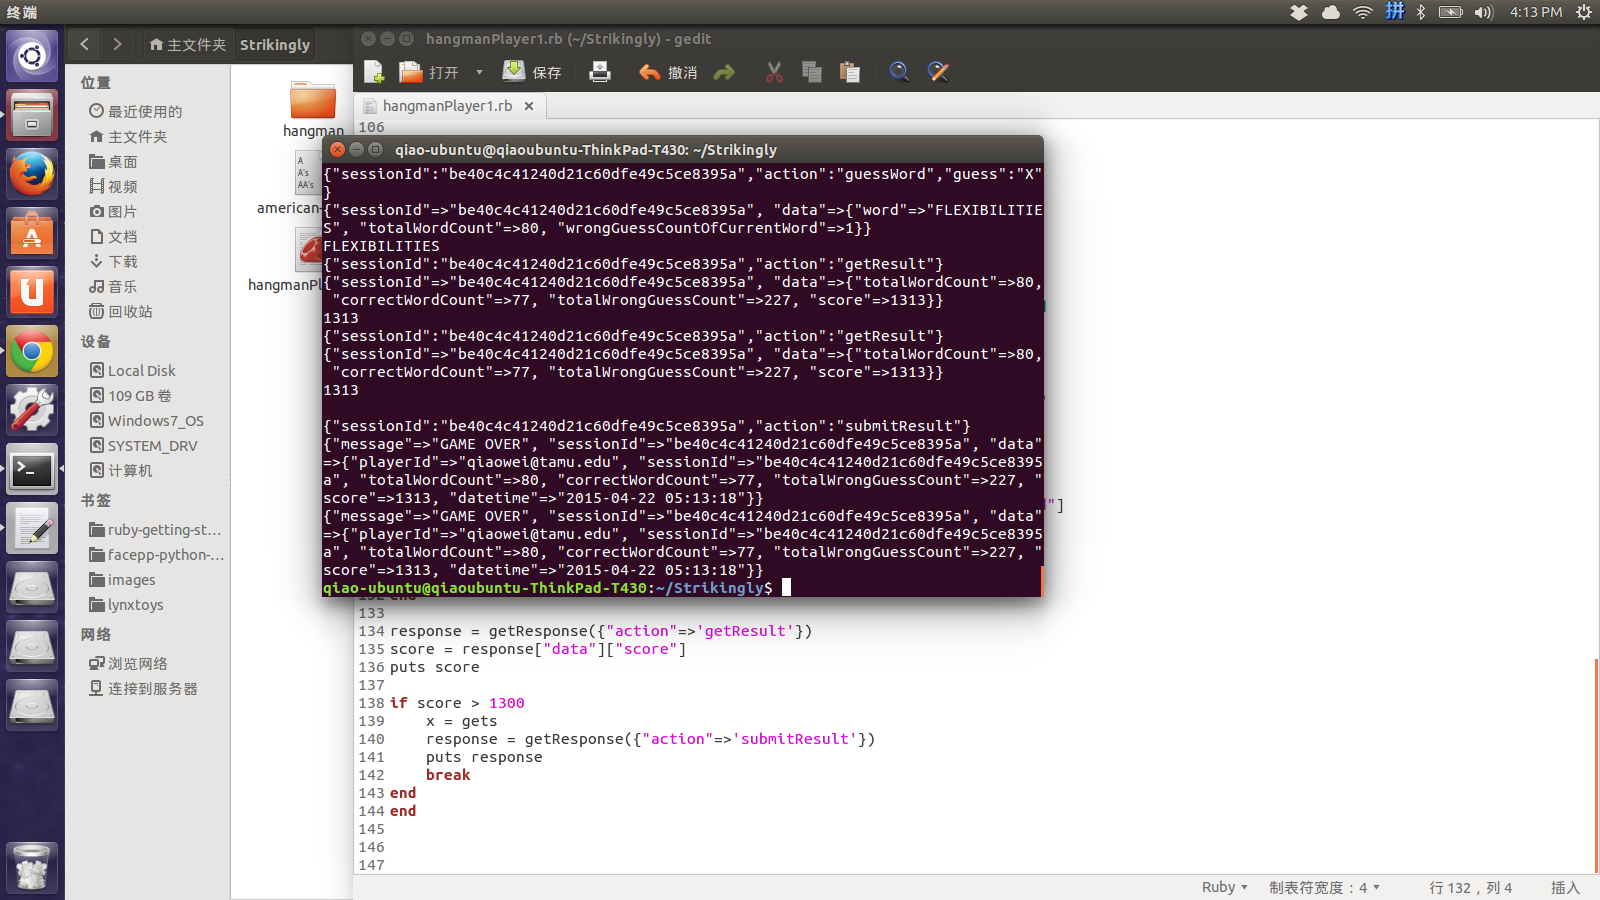 终端
4:13 PM
拼
主文件夹
Strikingly
hangmanPlayer1.rb (~/Strikingly) - gedit
打开
保存
撤消
hangmanPlayer1.rb
位置
最近使用的
主文件夹
桌面
视频
图片
文档
下载
音乐
回收站
设备
Local Disk
109 GB 卷
Windows7_OS
SYSTEM_DRV
计算机
书签
ruby-getting-st…
facepp-python-…
images
lynxtoys
网络
浏览网络
连接到服务器
hangman
A
A's
AA's
american-
hangmanPl
106
qiao-ubuntu@qiaoubuntu-ThinkPad-T430: ~/Strikingly
{"sessionId":"be40c4c41240d21c60dfe49c5ce8395a","action":"guessWord","guess":"X"
}
{"sessionId"=>"be40c4c41240d21c60dfe49c5ce8395a", "data"=>{"word"=>"FLEXIBILITIE
S", "totalWordCount"=>80, "wrongGuessCountOfCurrentWord"=>1}}
FLEXIBILITIES
{"sessionId":"be40c4c41240d21c60dfe49c5ce8395a","action":"getResult"}
{"sessionId"=>"be40c4c41240d21c60dfe49c5ce8395a", "data"=>{"totalWordCount"=>80,
"correctWordCount"=>77, "totalWrongGuessCount"=>227, "score"=>1313}}
1313
{"sessionId":"be40c4c41240d21c60dfe49c5ce8395a","action":"getResult"}
{"sessionId"=>"be40c4c41240d21c60dfe49c5ce8395a", "data"=>{"totalWordCount"=>80,
"correctWordCount"=>77, "totalWrongGuessCount"=>227, "score"=>1313}}
1313
{"sessionId":"be40c4c41240d21c60dfe49c5ce8395a","action":"submitResult"}
{"message"=>"GAME OVER", "sessionId"=>"be40c4c41240d21c60dfe49c5ce8395a", "data"
=>{"playerId"=>"qiaowei@tamu.edu", "sessionId"=>"be40c4c41240d21c60dfe49c5ce8395
a", "totalWordCount"=>80, "correctWordCount"=>77, "totalWrongGuessCount"=>227, "
score"=>1313, "datetime"=>"2015-04-22 05:13:18"}}
{"message"=>"GAME OVER", "sessionId"=>"be40c4c41240d21c60dfe49c5ce8395a", "data"
=>{"playerId"=>"qiaowei@tamu.edu", "sessionId"=>"be40c4c41240d21c60dfe49c5ce8395
a", "totalWordCount"=>80, "correctWordCount"=>77, "totalWrongGuessCount"=>227, "
score"=>1313, "datetime"=>"2015-04-22 05:13:18"}}
qiao-ubuntu@qiaoubuntu-ThinkPad-T430:~/Strikingly$
"]
132 end
133
134 response = getResponse({"action"=>'getResult'})
135 score = response["data"]["score"]
136 puts score
137
138 if score > 1300
139 x = gets
140 response = getResponse({"action"=>'submitResult'})
141 puts response
142 break
143 end
144 end
145
146
147
Ruby
制表符宽度：4
行 132，列 4
插入